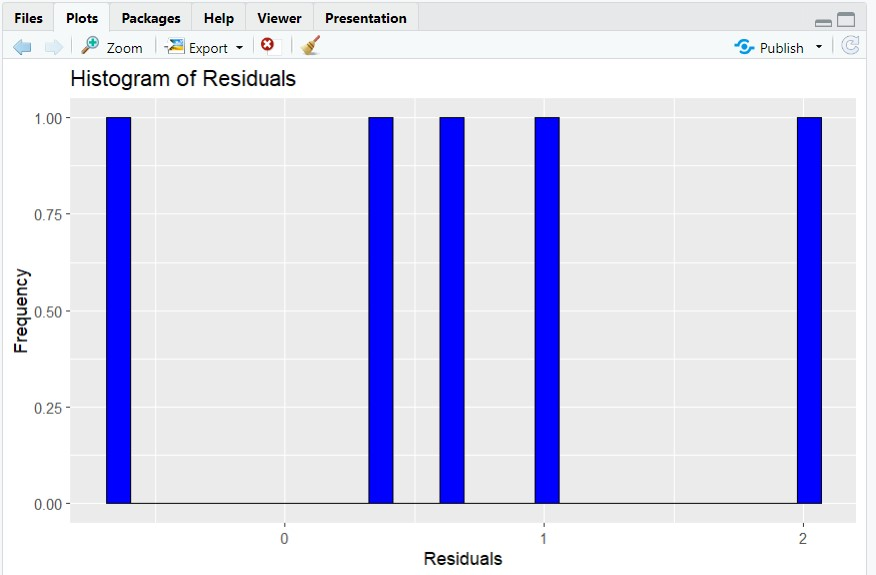 Files Plots Packages Help Viewer Presentation
Zoom Export Publish
Histogram of Residuals
1.00
0.75
0.50
0.25
0.00
Frequency
0 1 2
Residuals